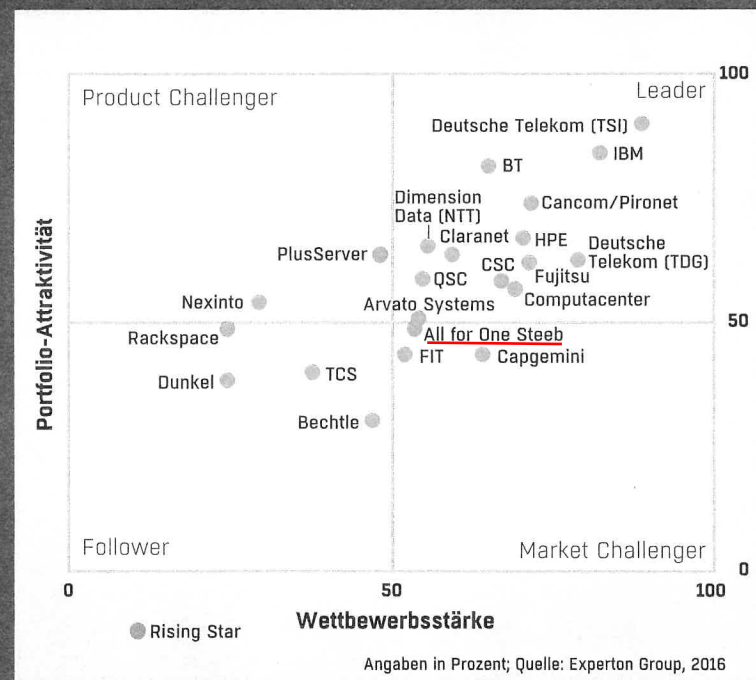 100
Product Challenger
Leader
Deutsche Telekom (TSI)
IBM
BT
Dimension
Data (NTT)
Cancom/Pironet
Claranet
HPE
Deutsche
Telekom (TDG)
PlusServer
CSC
Fujitsu
QSC
Computacenter
Nexinto
Arvato Systems
50
Rackspace
All for One Steeb
FIT
Capgemini
Dunkel
TCS
Bechtle
Portfolio-Attraktivität
Follower
Market Challenger
0
0
50
100
Wettbewerbsstärke
Rising Star
Angaben in Prozent; Quelle: Experton Group, 2016